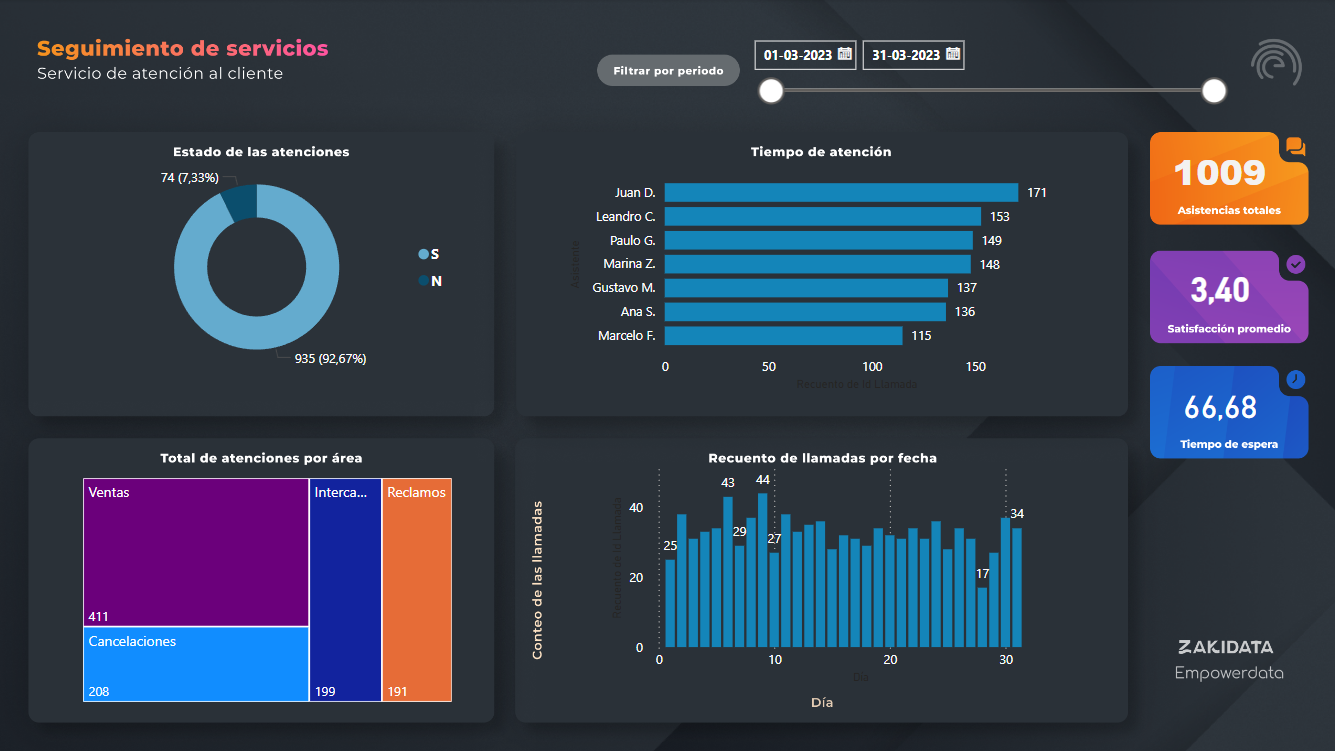 Seguimiento de servicios
Servicio de atención al cliente
Filtrar por periodo
01-03-2023
31-03-2023
Estado de las atenciones
74 (7,33%)
935 (92,67%)
S
N
Tiempo de atención
Asistente
Juan D.
171
Leandro C.
153
Paulo G.
149
Marina Z.
148
Gustavo M.
137
Ana S.
136
Marcelo F.
115
0
50
100
150
Recuento de Id Llamada
1009
Asistencias totales
3,40
Satisfacción promedio
66,68
Tiempo de espera
Total de atenciones por área
Ventas
411
Cancelaciones
208
Interca...
199
Reclamos
191
Recuento de llamadas por fecha
Conteo de las llamadas
Recuento de Id Llamada
40
20
0
25
43
29
44
27
17
34
0
10
20
30
Día
Día
ZAKIDATA
Empowerdata